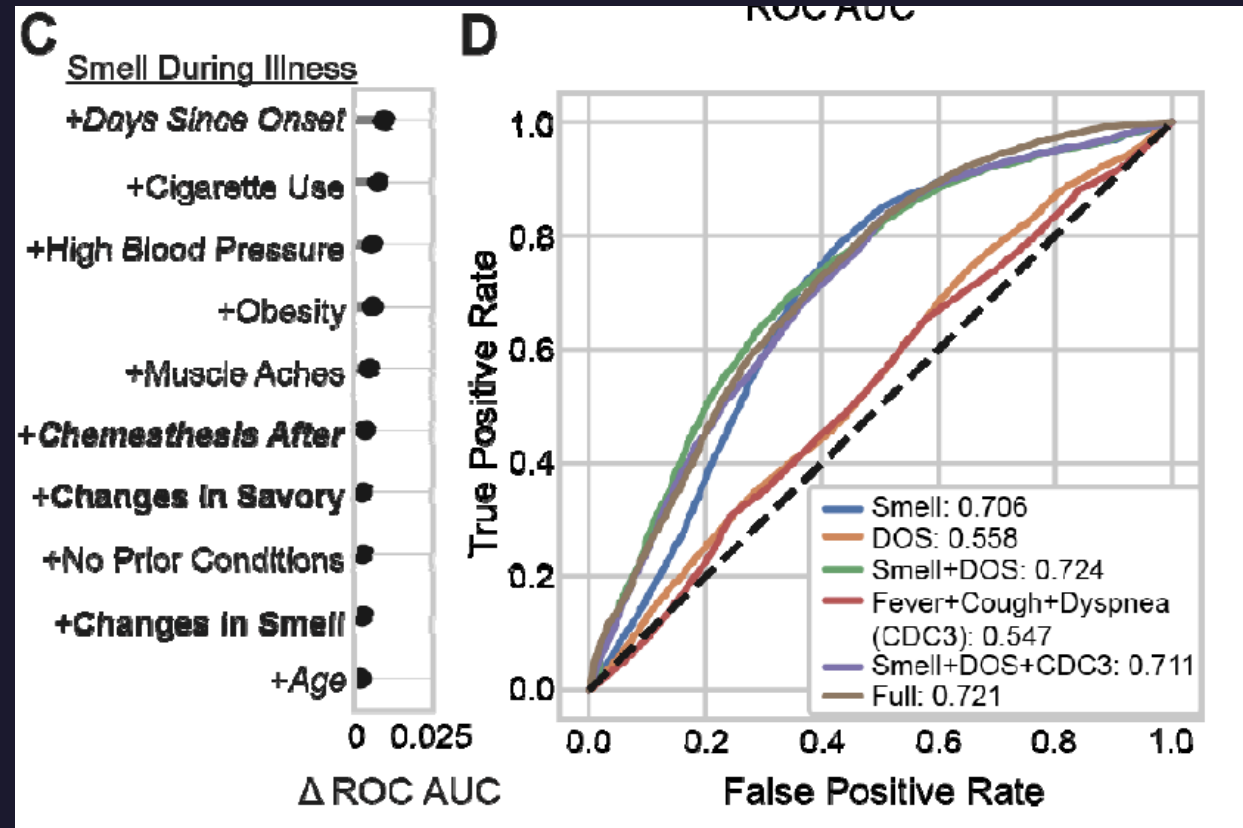 C
Smell During Illness
+Days Since Onset
+Cigarette Use
+High Blood Pressure
+Obesity
+Muscle Aches
+Chemesthesis After
+Changes in Savory
+No Prior Conditions
+Changes in Smell
+Age
0 0.025
Δ ROC AUC
D
ROC AUC
True Positive Rate
1.0
0.8
0.6
0.4
0.2
0.0
Smell: 0.706
DOS: 0.558
Smell+DOS: 0.724
Fever+Cough+Dyspnea
(CDC3): 0.547
Smell+DOS+CDC3: 0.711
Full: 0.721
0.0 0.2 0.4 0.6 0.8 1.0
False Positive Rate